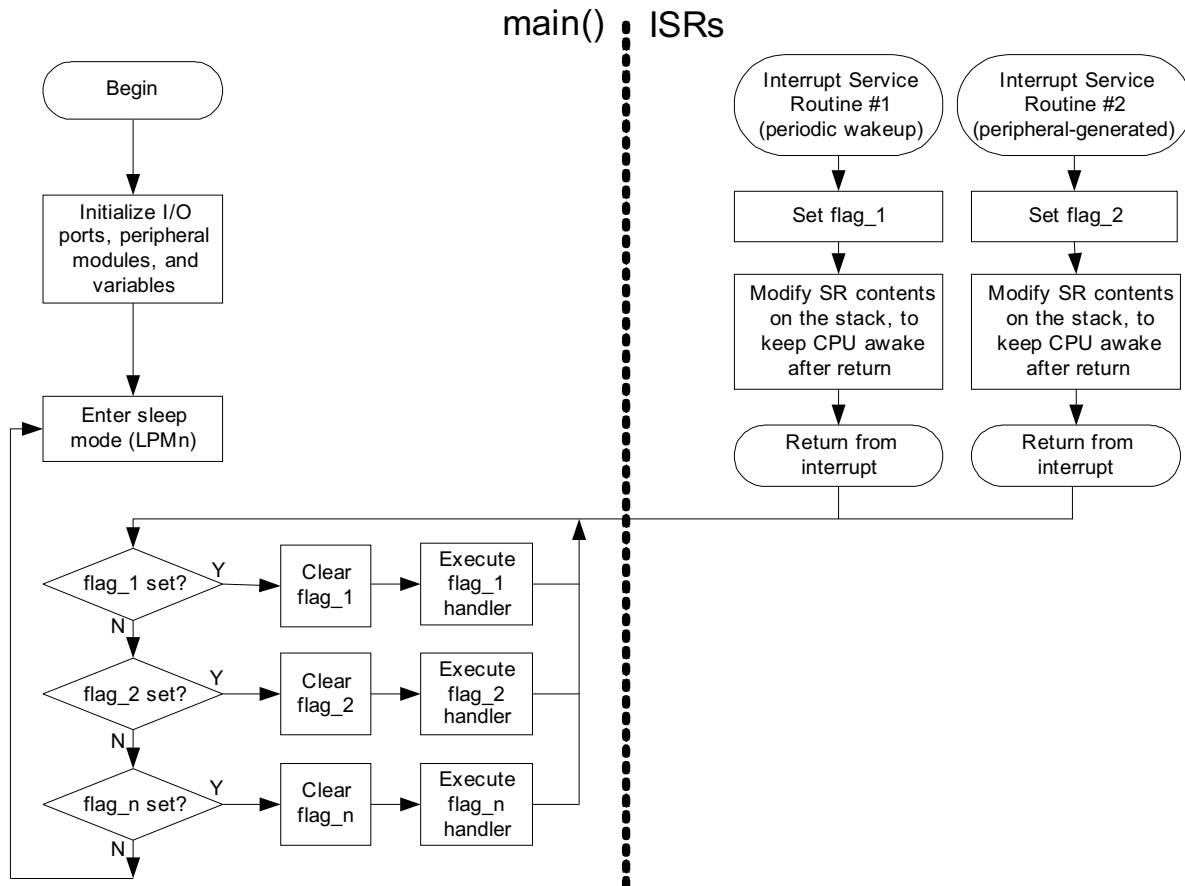 main()
ISRs
Begin
Initialize I/O
ports, peripheral
modules, and
variables
Enter sleep
mode (LPMn)
flag_1 set?
Y
N
Clear
flag_1
Execute
flag_1
handler
flag_2 set?
Y
N
Clear
flag_2
Execute
flag_2
handler
flag_n set?
Y
N
Clear
flag_n
Execute
flag_n
handler
Interrupt Service
Routine #1
(periodic wakeup)
Set flag_1
Modify SR contents
on the stack, to
keep CPU awake
after return
Return from
interrupt
Interrupt Service
Routine #2
(peripheral-generated)
Set flag_2
Modify SR contents
on the stack, to
keep CPU awake
after return
Return from
interrupt